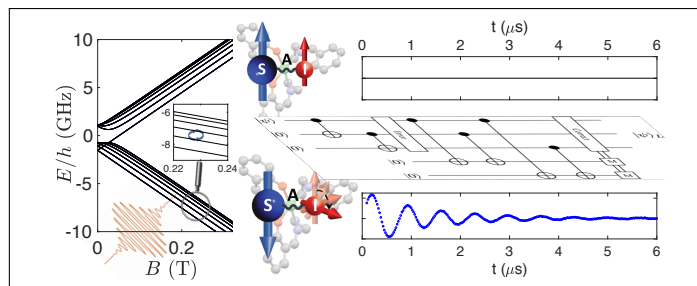 t (μs)
0 1 2 3 4 5 6
10
5
0
-5
-10
E/h (GHz)
-6
-8
0.22 0.24
0 0.2
B (T)
S A I
S A I
0 1 2 3 4 5 6
t (μs)